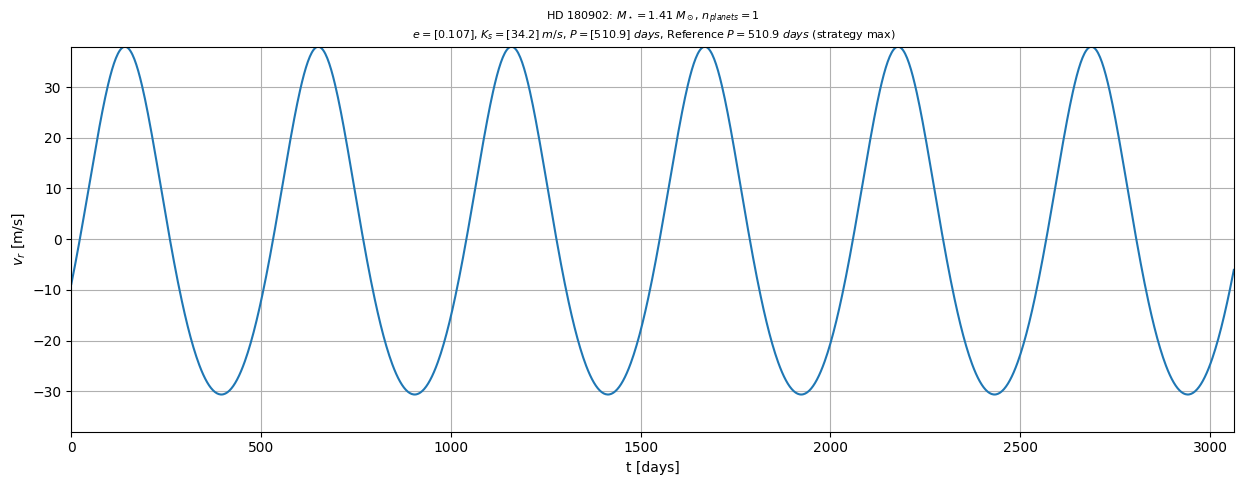 HD 180902: $M_\star = 1.41\ M_\odot$, $n_{planets} = 1$
$e = [0.107]$, $K_s = [34.2]\ m/s$, $P = [510.9]\ days$, Reference $P = 510.9\ days$ (strategy max)
30
20
10
0
−10
−20
−30
$v_r$ [m/s]
0 500 1000 1500 2000 2500 3000
t [days]